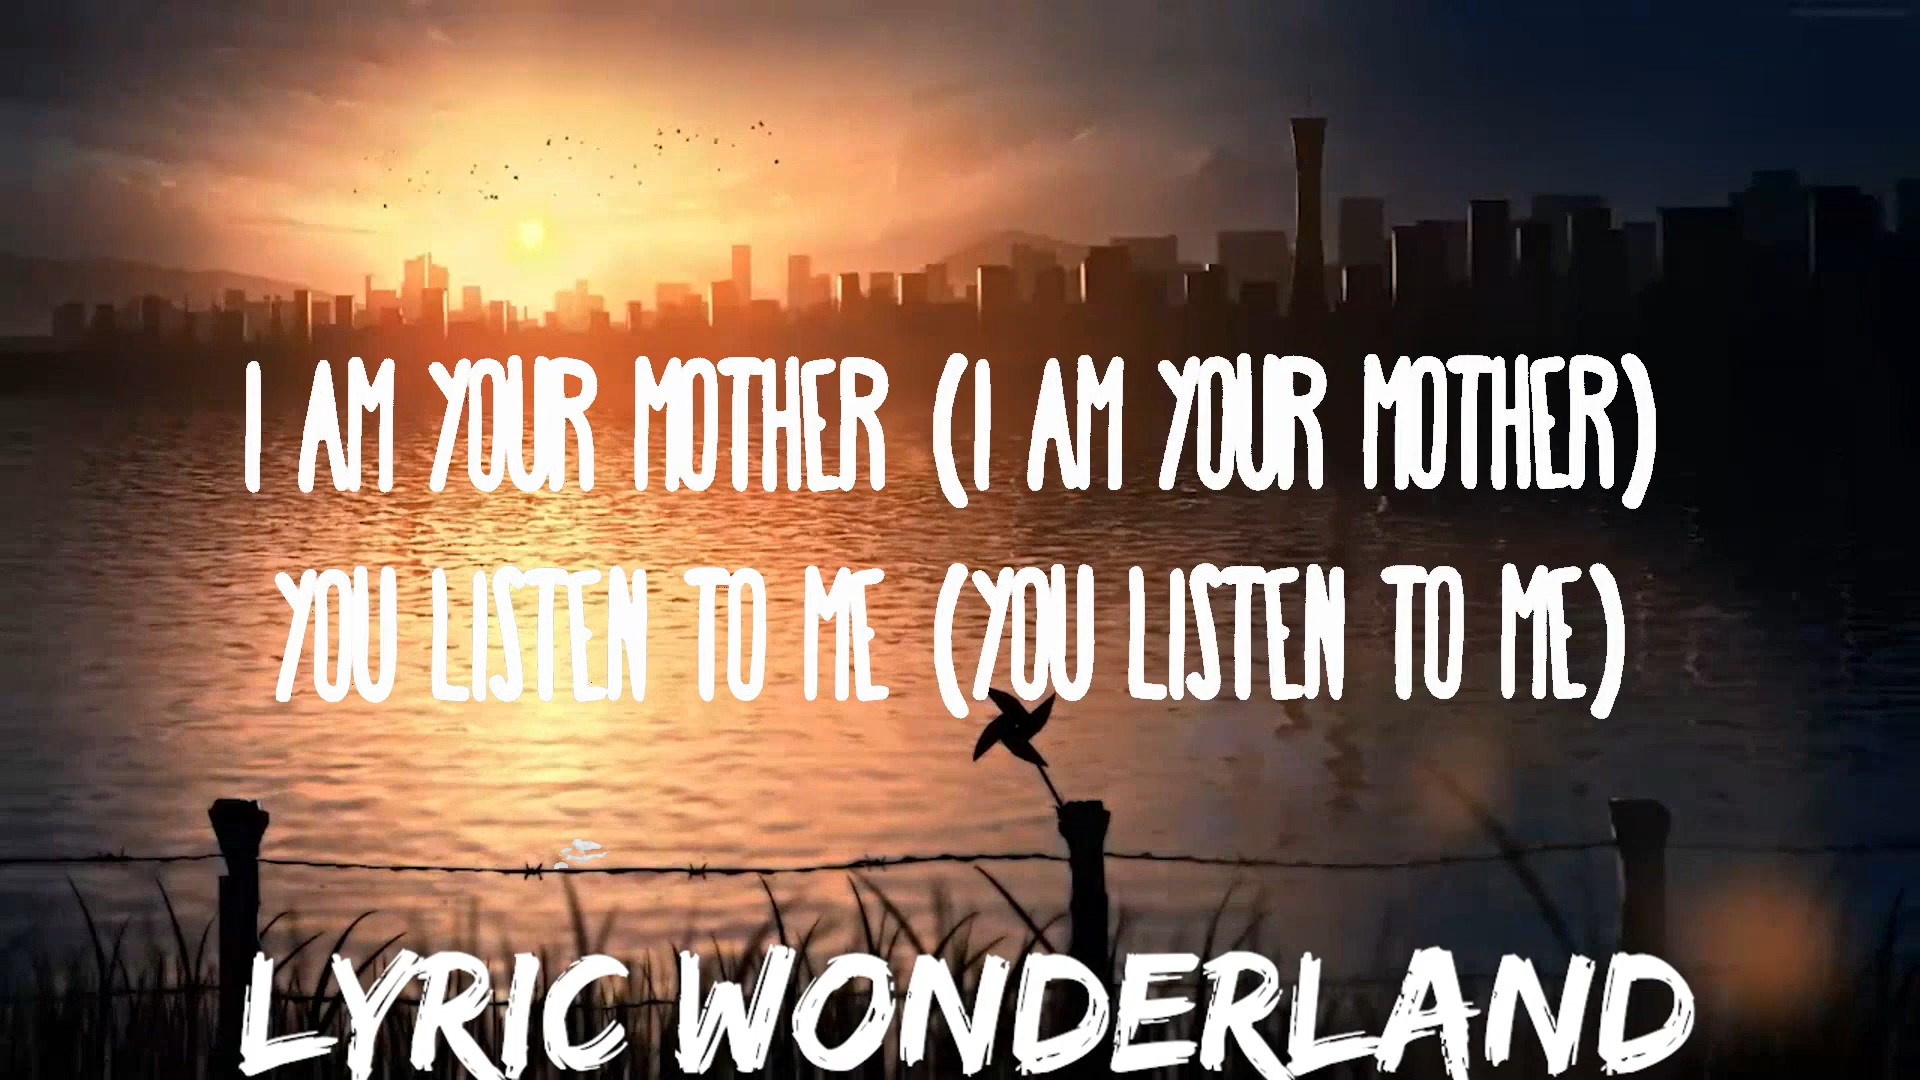 I AM YOUR MOTHER (I AM YOUR MOTHER)
YOU LISTEN TO ME (YOU LISTEN TO ME)
LYRIC WONDERLAND